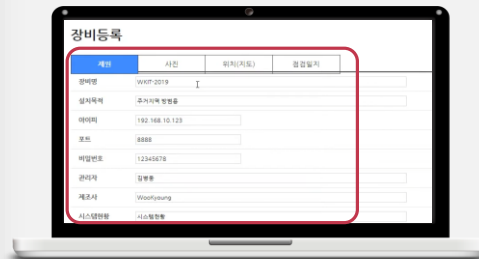 장비등록
제원 사진 위치(지도) 점검일지
장비명 WKIT-2019
설치목적 주거지역 방범용
아이피 192.168.10.123
포트 8888
비밀번호 12345678
관리자
제조사 WooKyoung
시스템현황 시스템현황